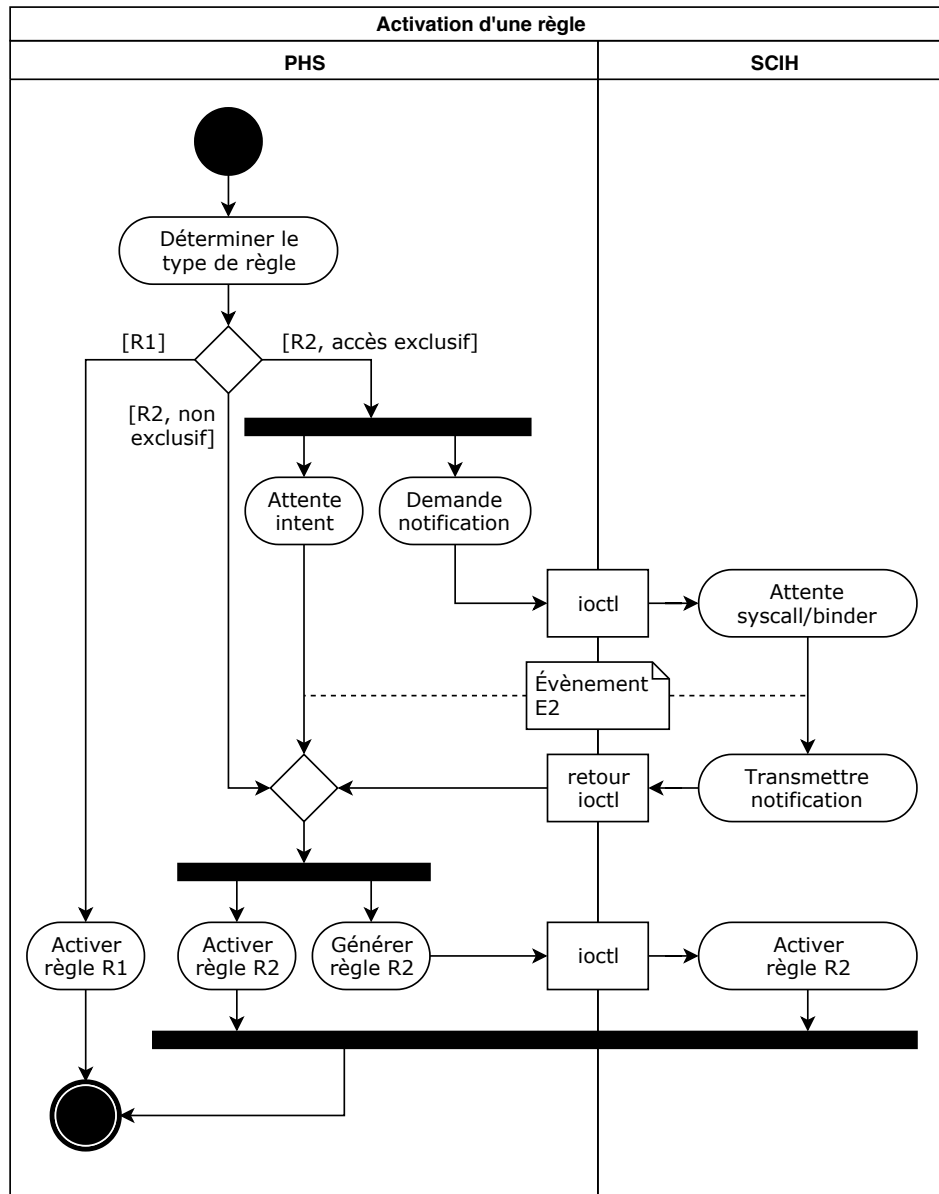 Activation d'une règle
PHS
SCIH
Déterminer le
type de règle
[R1]
[R2, accès exclusif]
[R2, non
exclusif]
Attente
intent
Demande
notification
ioctl
Attente
syscall/binder
Évènement
E2
retour
ioctl
Transmettre
notification
Activer
règle R1
Activer
règle R2
Générer
règle R2
ioctl
Activer
règle R2